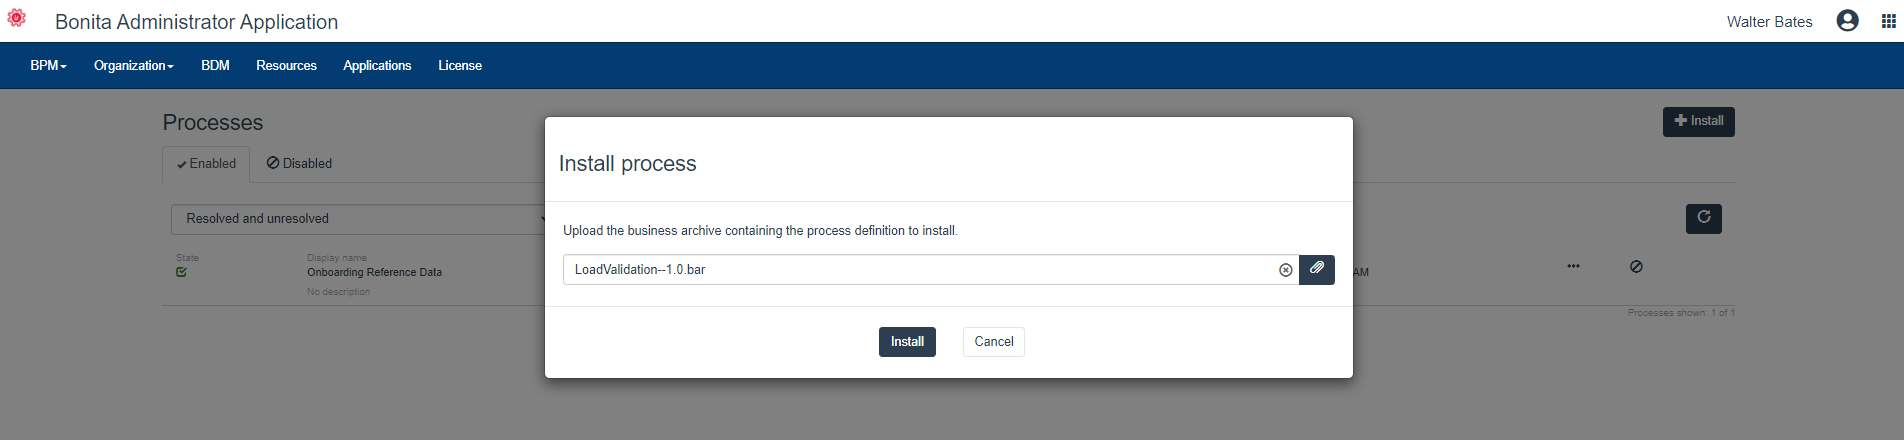 Bonita Administrator Application
Walter Bates
BPM
Organization
BDM
Resources
Applications
License
Processes
Install
Enabled
Disabled
Resolved and unresolved
State
Display name
Onboarding Reference Data
No description
AM
Processes shown: 1 of 1
Install process
Upload the business archive containing the process definition to install.
LoadValidation--1.0.bar
Install
Cancel